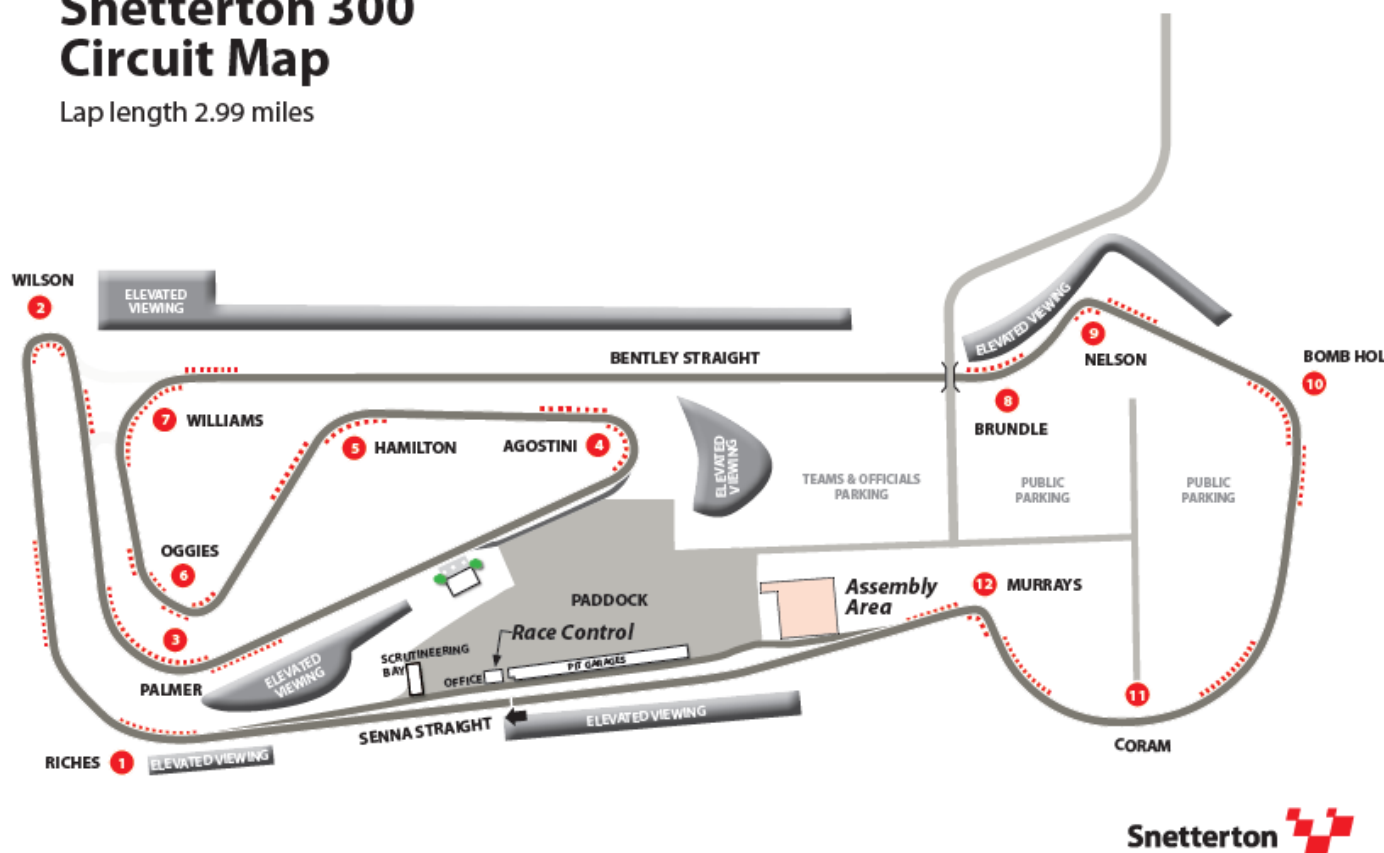 Snetterton 300
Circuit Map
Lap length 2.99 miles
WILSON
2
ELEVATED
VIEWING
BENTLEY STRAIGHT
ELEVATED VIEWING
9
NELSON
BOMB HOL
10
7 WILLIAMS
5 HAMILTON
AGOSTINI 4
8
BRUNDLE
ELEVATED
VIEWING
TEAMS & OFFICIALS
PARKING
PUBLIC
PARKING
PUBLIC
PARKING
OGGIES
6
3
PALMER
PADDOCK
Assembly
Area
12 MURRAYS
Race Control
SCRUTINEERING
BAY
OFFICE
PIT GARAGES
ELEVATED
VIEWING
SENNA STRAIGHT
ELEVATED VIEWING
11
CORAM
RICHES 1
ELEVATED VIEWING
Snetterton